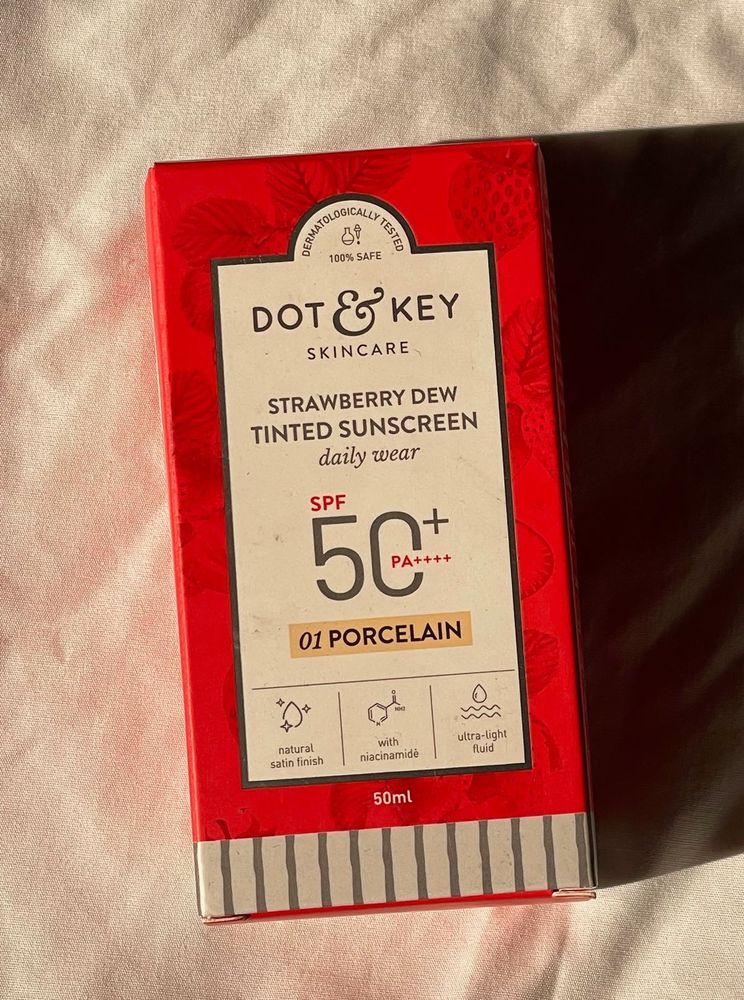 DERMATOLOGICALLY TESTED
100% SAFE
DOT & KEY
SKINCARE
STRAWBERRY DEW
TINTED SUNSCREEN
daily wear
SPF
50+
PA++++
01 PORCELAIN
natural
satin finish
N
NH2
O
with
niacinamide
ultra-light
fluid
50ml